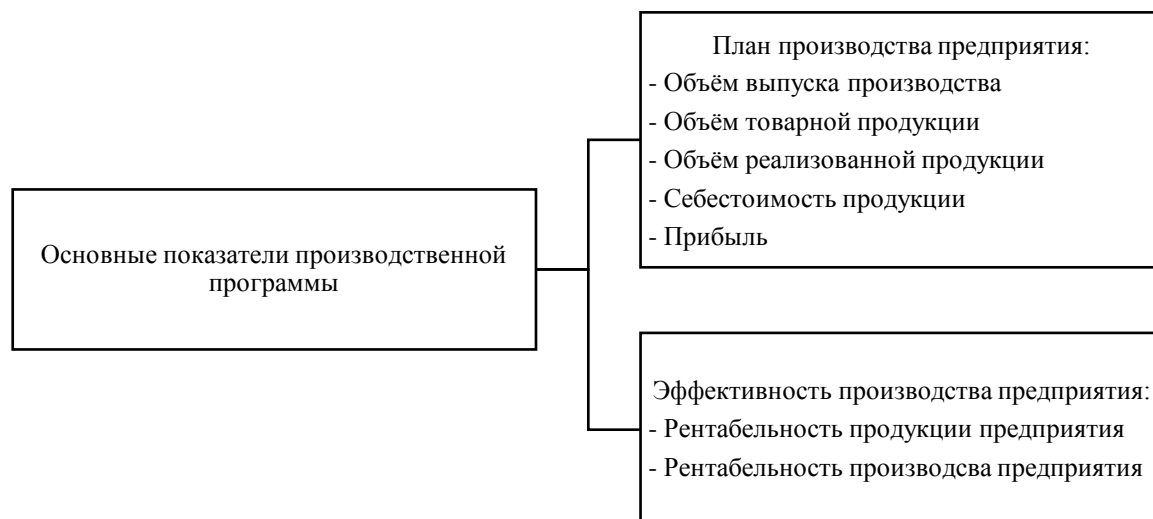 Основные показатели производственной
программы
План производства предприятия:
- Объём выпуска производства
- Объём товарной продукции
- Объём реализованной продукции
- Себестоимость продукции
- Прибыль
Эффективность производства предприятия:
- Рентабельность продукции предприятия
- Рентабельность производсва предприятия